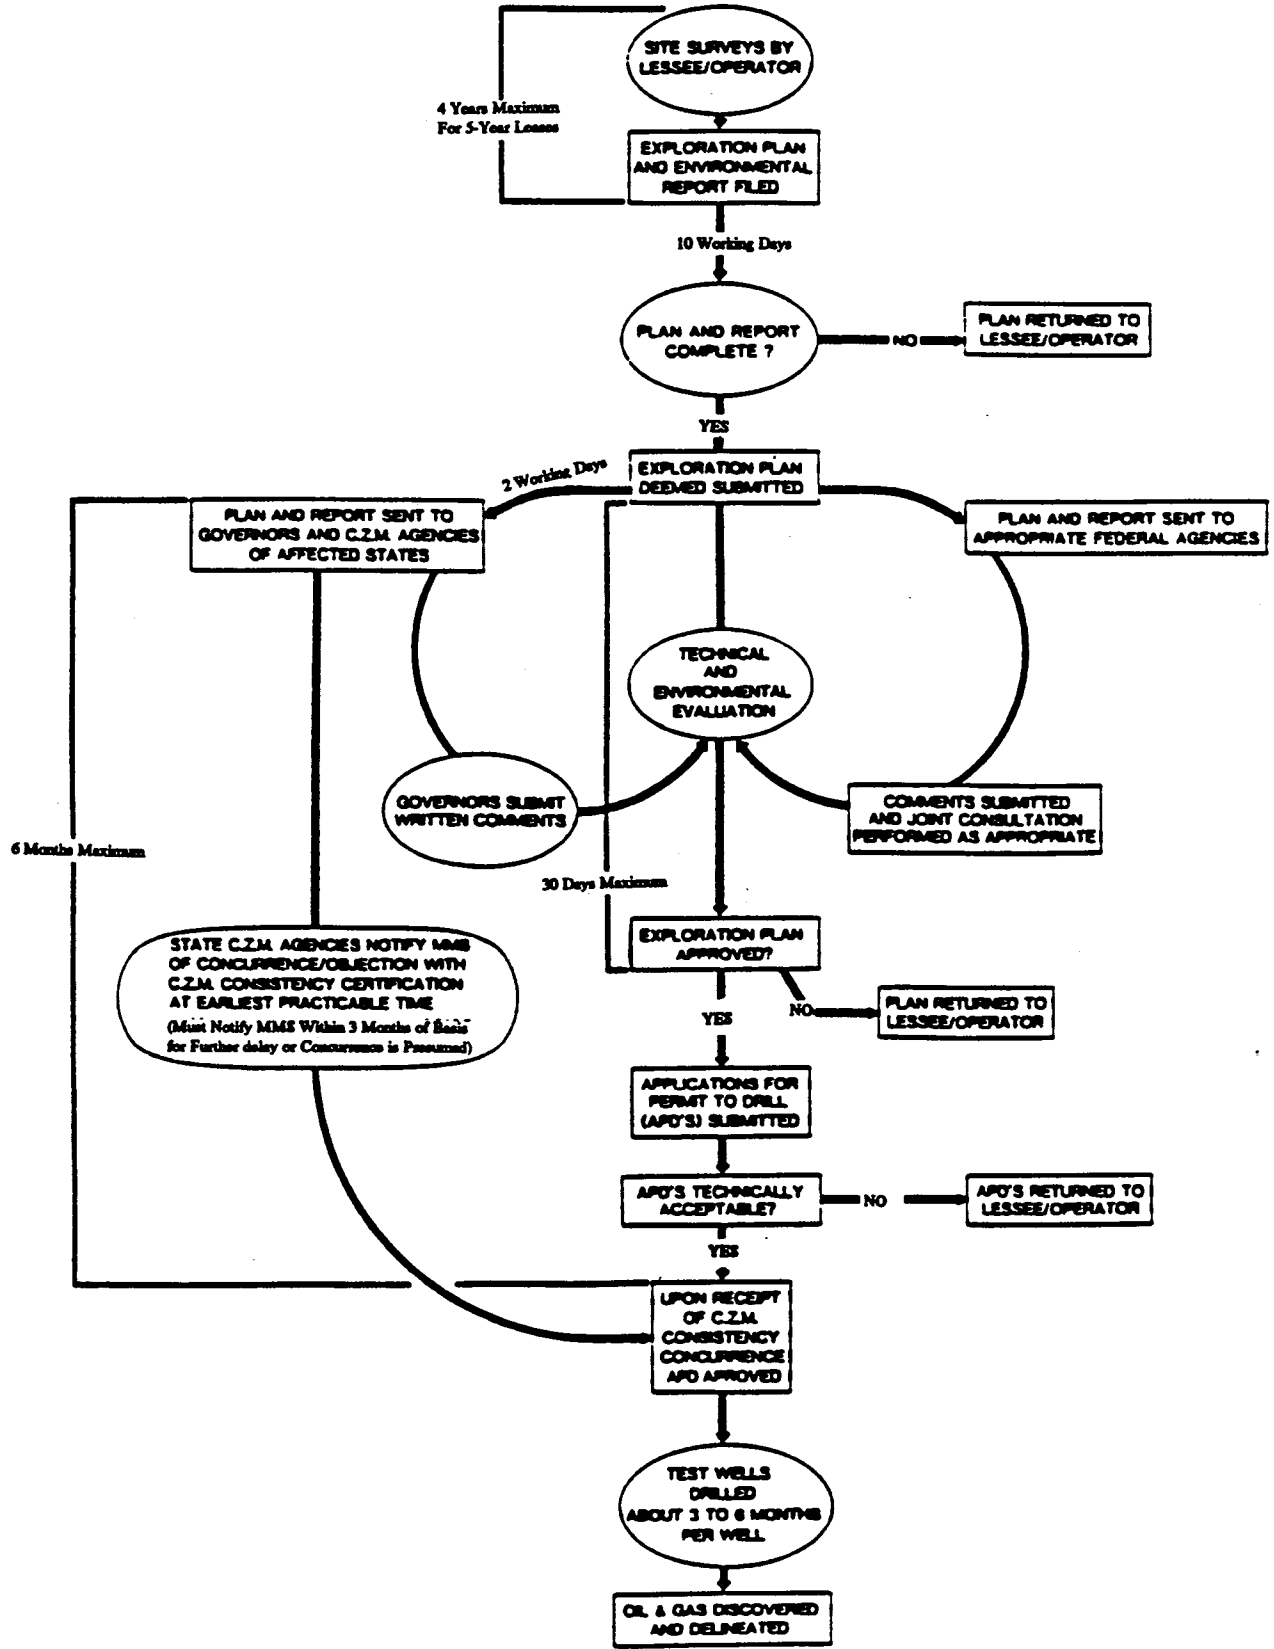 SITE SURVEYS BY
LESSEE/OPERATOR
4 Years Maximum
For 5-Year Leases
EXPLORATION PLAN
AND ENVIRONMENTAL
REPORT FILED
10 Working Days
PLAN AND REPORT
COMPLETE ?
NO
PLAN RETURNED TO
LESSEE/OPERATOR
YES
2 Working Days
EXPLORATION PLAN
DEEMED SUBMITTED
PLAN AND REPORT SENT TO
GOVERNORS AND C.Z.M. AGENCIES
OF AFFECTED STATES
PLAN AND REPORT SENT TO
APPROPRIATE FEDERAL AGENCIES
TECHNICAL
AND
ENVIRONMENTAL
EVALUATION
GOVERNORS SUBMIT
WRITTEN COMMENTS
COMMENTS SUBMITTED
AND JOINT CONSULTATION
PERFORMED AS APPROPRIATE
6 Months Maximum
30 Days Maximum
EXPLORATION PLAN
APPROVED?
STATE C.Z.M. AGENCIES NOTIFY MMS
OF CONCURRENCE/OBJECTION WITH
C.Z.M. CONSISTENCY CERTIFICATION
AT EARLIEST PRACTICABLE TIME
(Must Notify MMS Within 3 Months of Basis
for Further delay or Concurrence is Presumed)
YES
NO
PLAN RETURNED TO
LESSEE/OPERATOR
APPLICATIONS FOR
PERMIT TO DRILL
(APD'S) SUBMITTED
APD'S TECHNICALLY
ACCEPTABLE?
NO
APD'S RETURNED TO
LESSEE/OPERATOR
YES
UPON RECEIPT
OF C.Z.M.
CONSISTENCY
CONCURRENCE
APD APROVED
TEST WELLS
DRILLED
ABOUT 3 TO 6 MONTHS
PER WELL
OIL & GAS DISCOVERED
AND DELINEATED